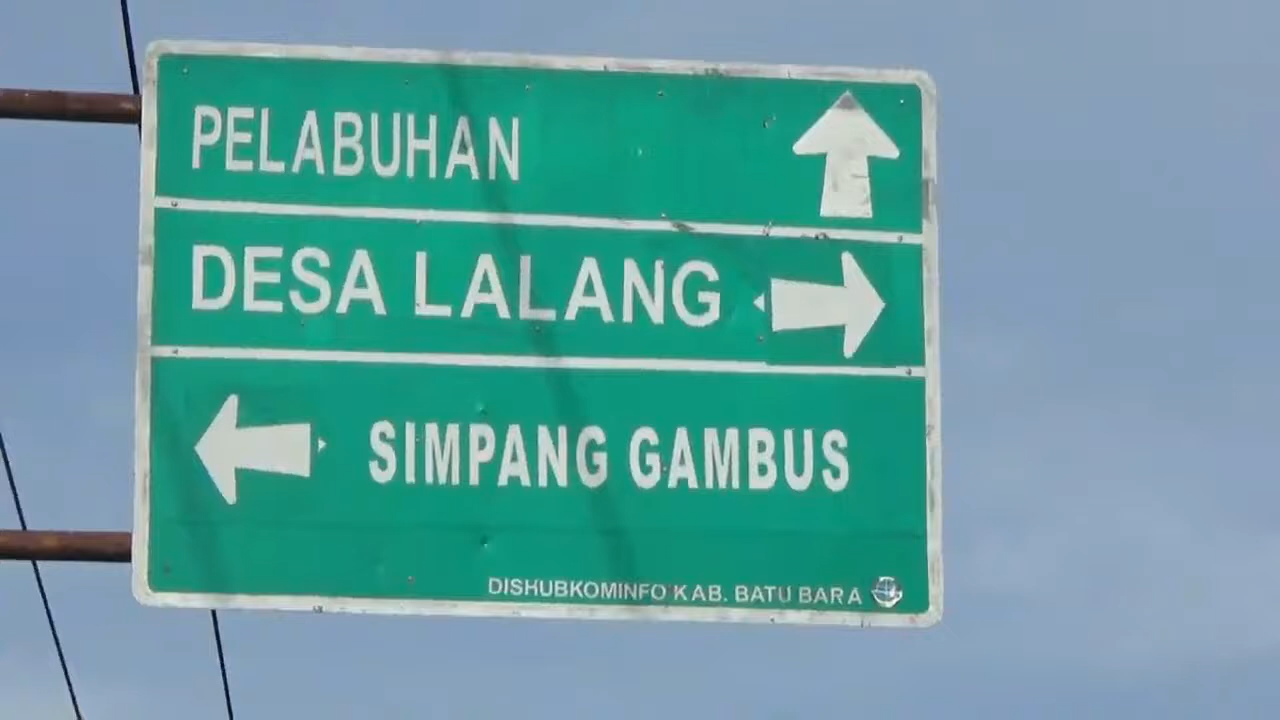 PELABUHAN
DESA LALANG
SIMPANG GAMBUS
DISHUBKOMINFO KAB. BATU BARA